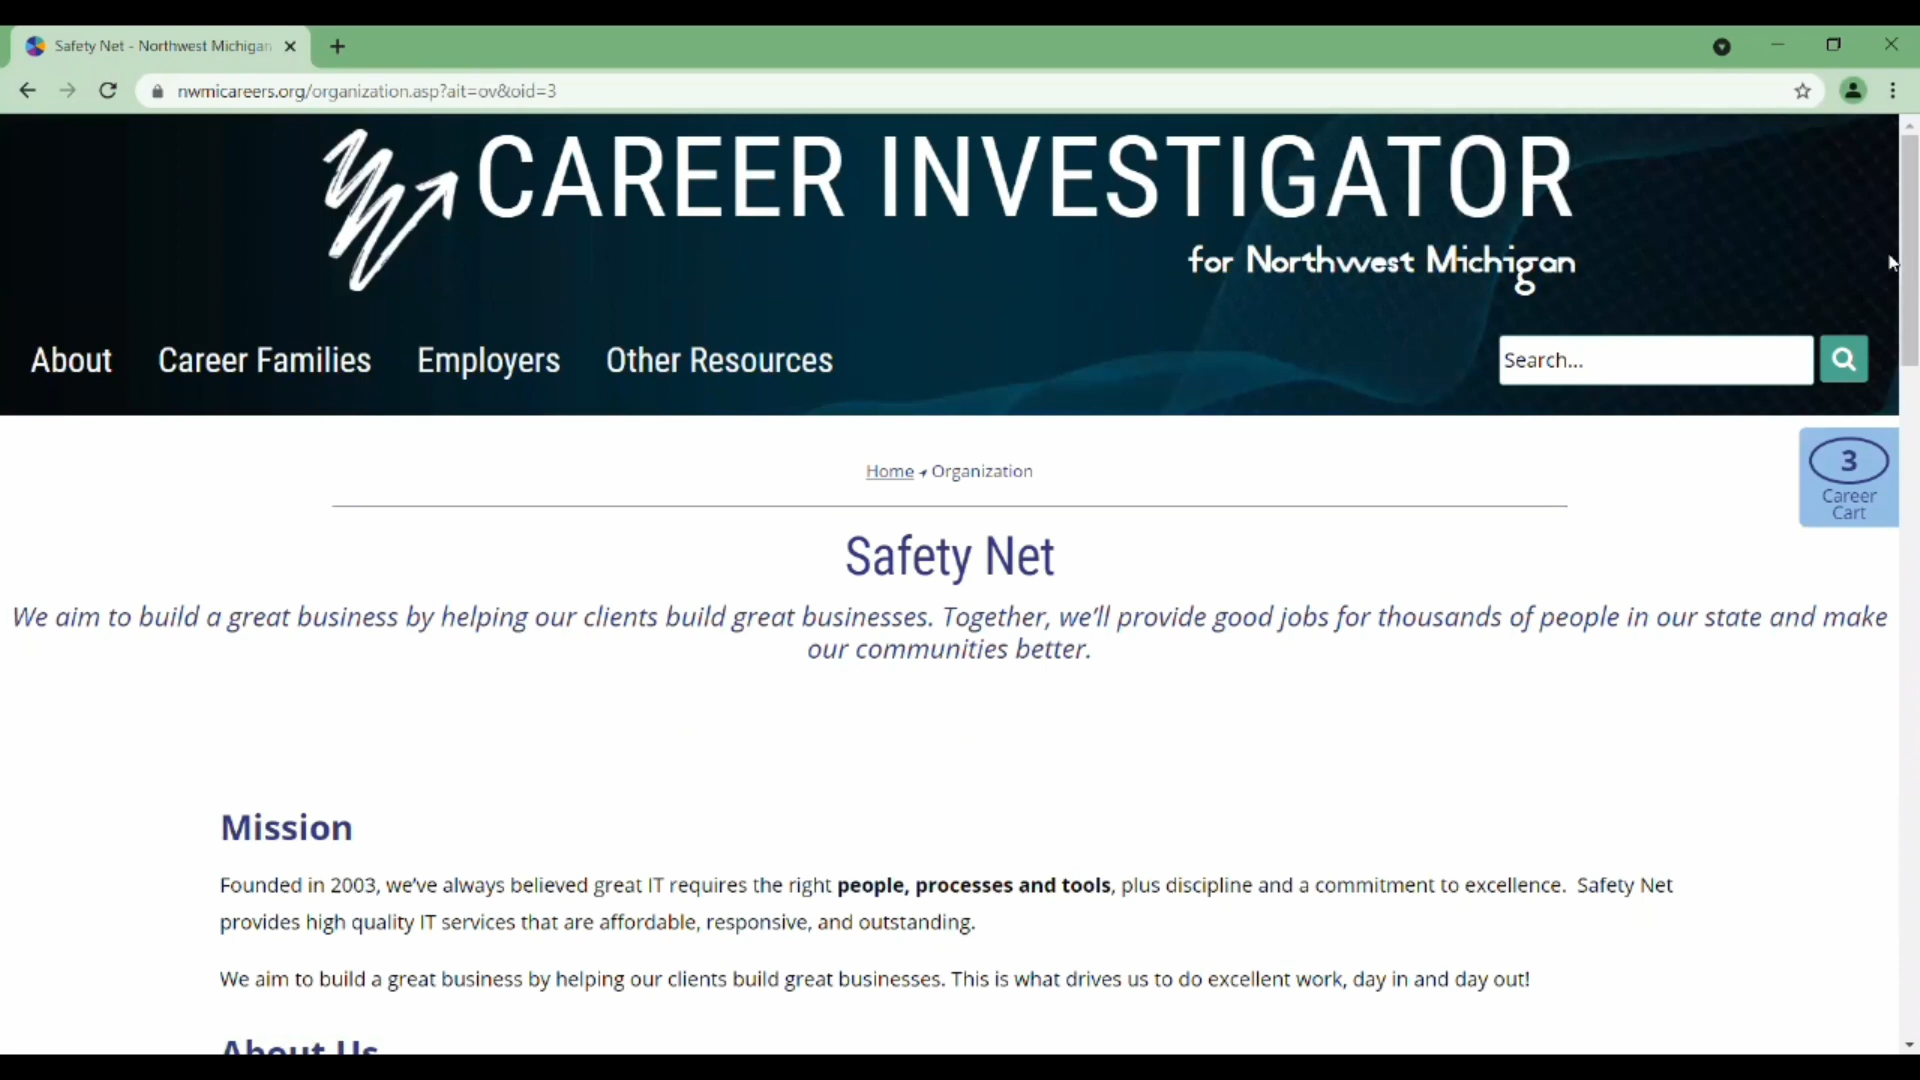 Safety Net - Northwest Michigan
nwmicareers.org/organization.asp?ait=ov&oid=3
CAREER INVESTIGATOR
for Northwest Michigan
About Career Families Employers Other Resources Search...
Home Organization
3
Career
Cart
Safety Net
We aim to build a great business by helping our clients build great businesses. Together, we'll provide good jobs for thousands of people in our state and make
our communities better.
Mission
Founded in 2003, we've always believed great IT requires the right people, processes and tools, plus discipline and a commitment to excellence. Safety Net
provides high quality IT services that are affordable, responsive, and outstanding.
We aim to build a great business by helping our clients build great businesses. This is what drives us to do excellent work, day in and day out!
About Us